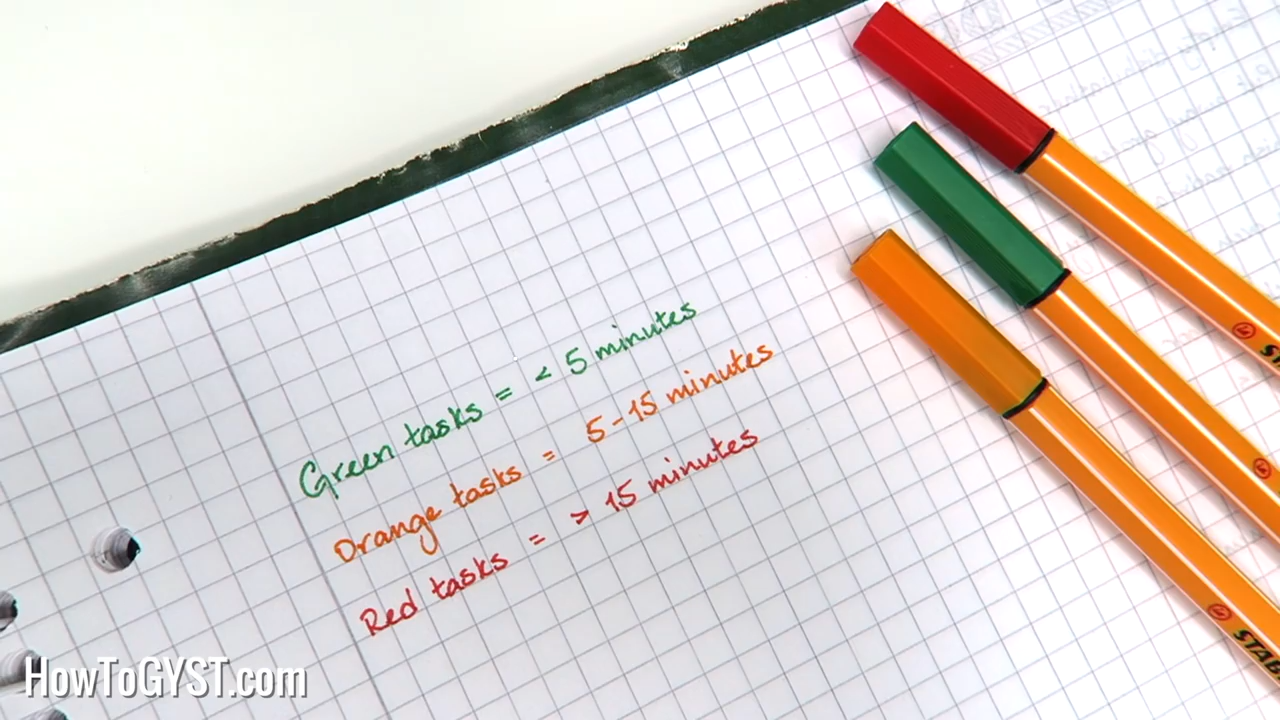 Green tasks = < 5 minutes
Orange tasks = 5-15 minutes
Red tasks = > 15 minutes
HowToGYST.com